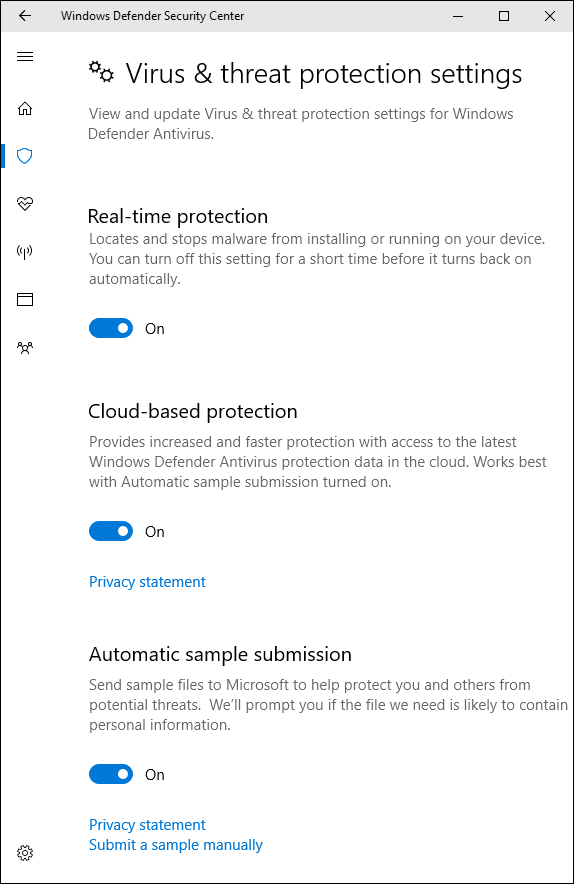 Windows Defender Security Center
Virus & threat protection settings
View and update Virus & threat protection settings for Windows
Defender Antivirus.
Real-time protection
Locates and stops malware from installing or running on your device.
You can turn off this setting for a short time before it turns back on
automatically.
On
Cloud-based protection
Provides increased and faster protection with access to the latest
Windows Defender Antivirus protection data in the cloud. Works best
with Automatic sample submission turned on.
On
Privacy statement
Automatic sample submission
Send sample files to Microsoft to help protect you and others from
potential threats.  We'll prompt you if the file we need is likely to contain
personal information.
On
Privacy statement
Submit a sample manually